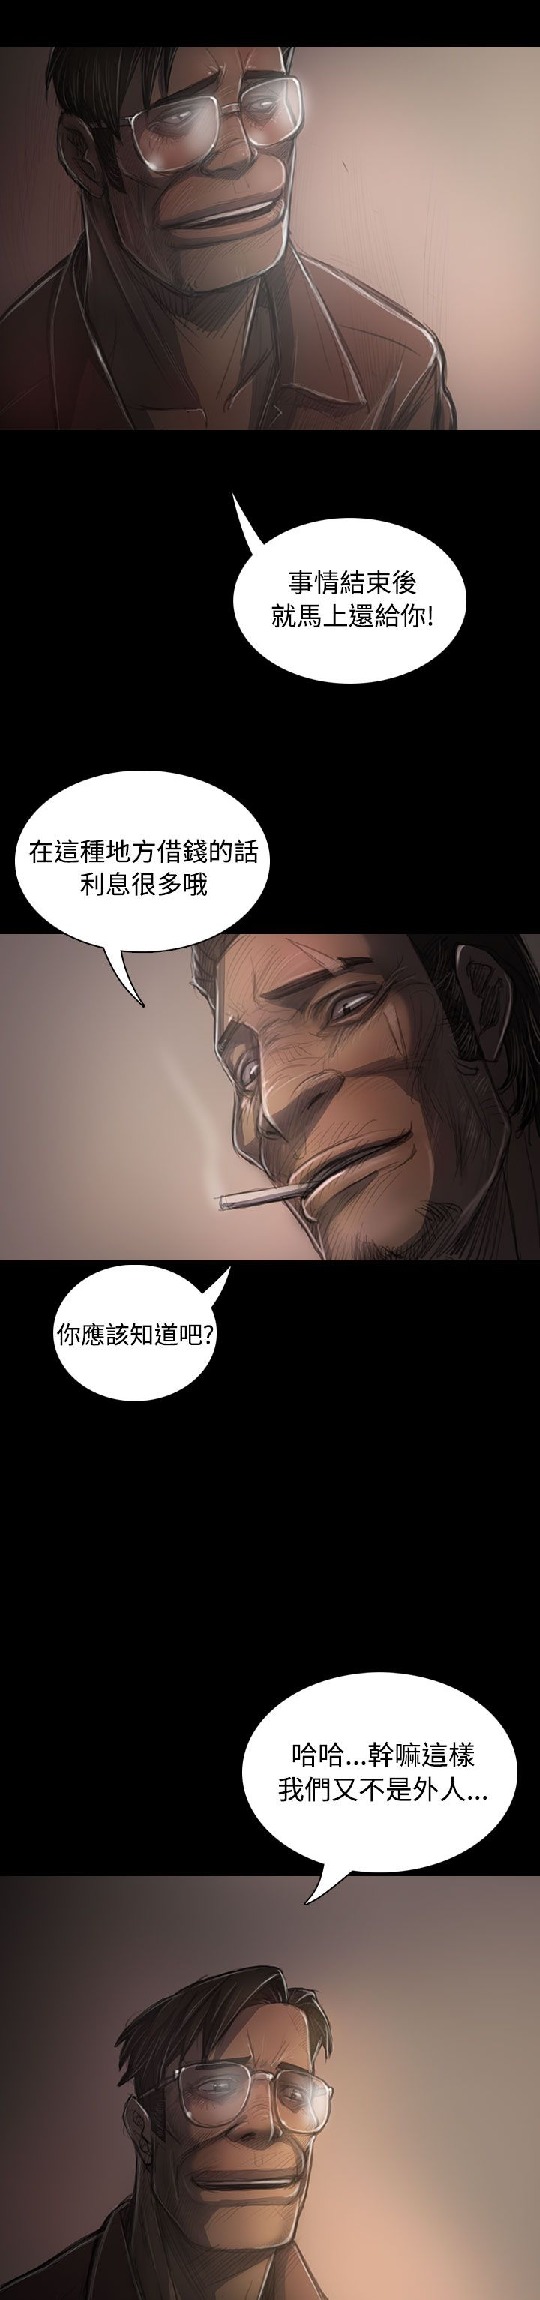 事情結束後
就馬上還給你!
在這種地方借錢的話
利息很多哦
你應該知道吧?
哈哈...幹嘛這樣
我們又不是外人...